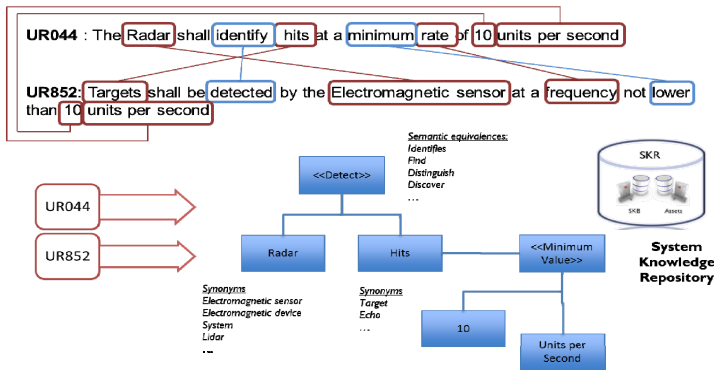 UR044 : The Radar shall identify hits at a minimum rate of 10 units per second
UR852: Targets shall be detected by the Electromagnetic sensor at a frequency not lower
than 10 units per second
Semantic equivalences:
Identifies
Find
Distinguish
Discover
...
<<Detect>>
SKR
SKB
Assets
System
Knowledge
Repository
UR044
UR852
Radar
Hits
<<Minimum
Value>>
Synonyms
Electromagnetic sensor
Electromagnetic device
System
Lidar
...
Synonyms
Target
Echo
...
10
Units per
Second